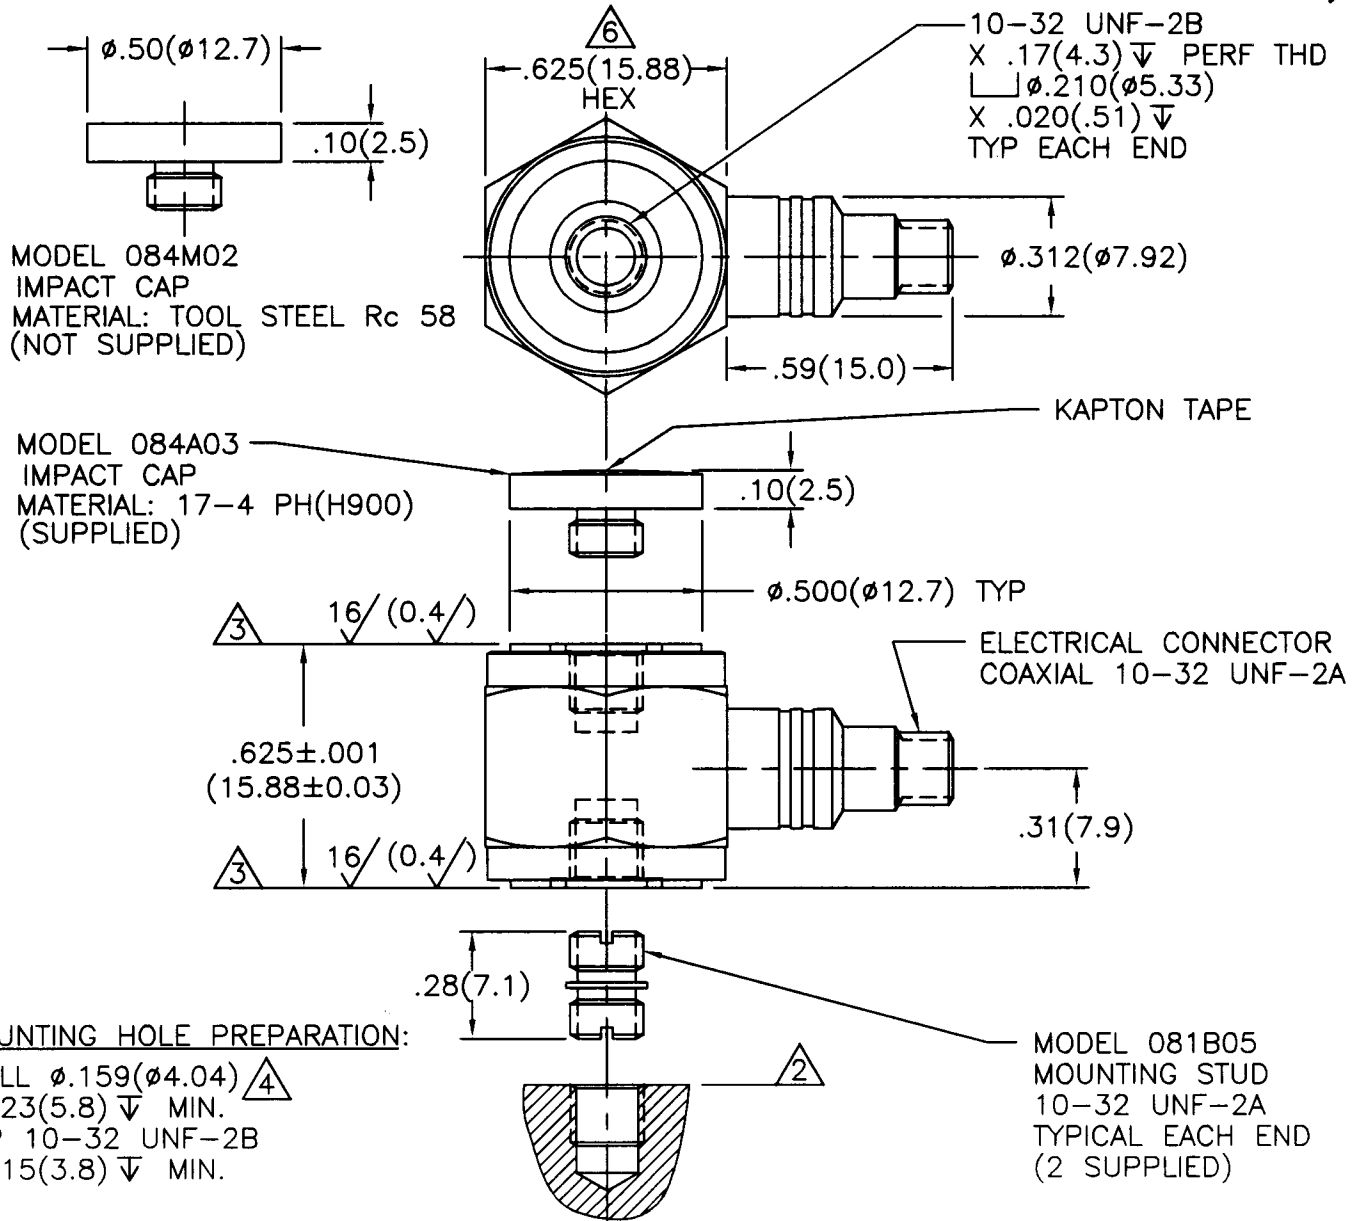 ø.50(ø12.7)
.10(2.5)
MODEL 084M02
IMPACT CAP
MATERIAL: TOOL STEEL Rc 58
(NOT SUPPLIED)
6
.625(15.88)
HEX
10-32 UNF-2B
X .17(4.3)↧ PERF THD
⌴ø.210(ø5.33)
X .020(.51)↧
TYP EACH END
ø.312(ø7.92)
.59(15.0)
KAPTON TAPE
MODEL 084A03
IMPACT CAP
MATERIAL: 17-4 PH(H900)
(SUPPLIED)
.10(2.5)
ø.500(ø12.7) TYP
3 16/ (0.4/)
ELECTRICAL CONNECTOR
COAXIAL 10-32 UNF-2A
.625±.001
(15.88±0.03)
.31(7.9)
3 16/ (0.4/)
.28(7.1)
MODEL 081B05
MOUNTING STUD
10-32 UNF-2A
TYPICAL EACH END
(2 SUPPLIED)
2
UNTING HOLE PREPARATION:
LL ø.159(ø4.04) 4
23(5.8)↧ MIN.
10-32 UNF-2B
15(3.8)↧ MIN.